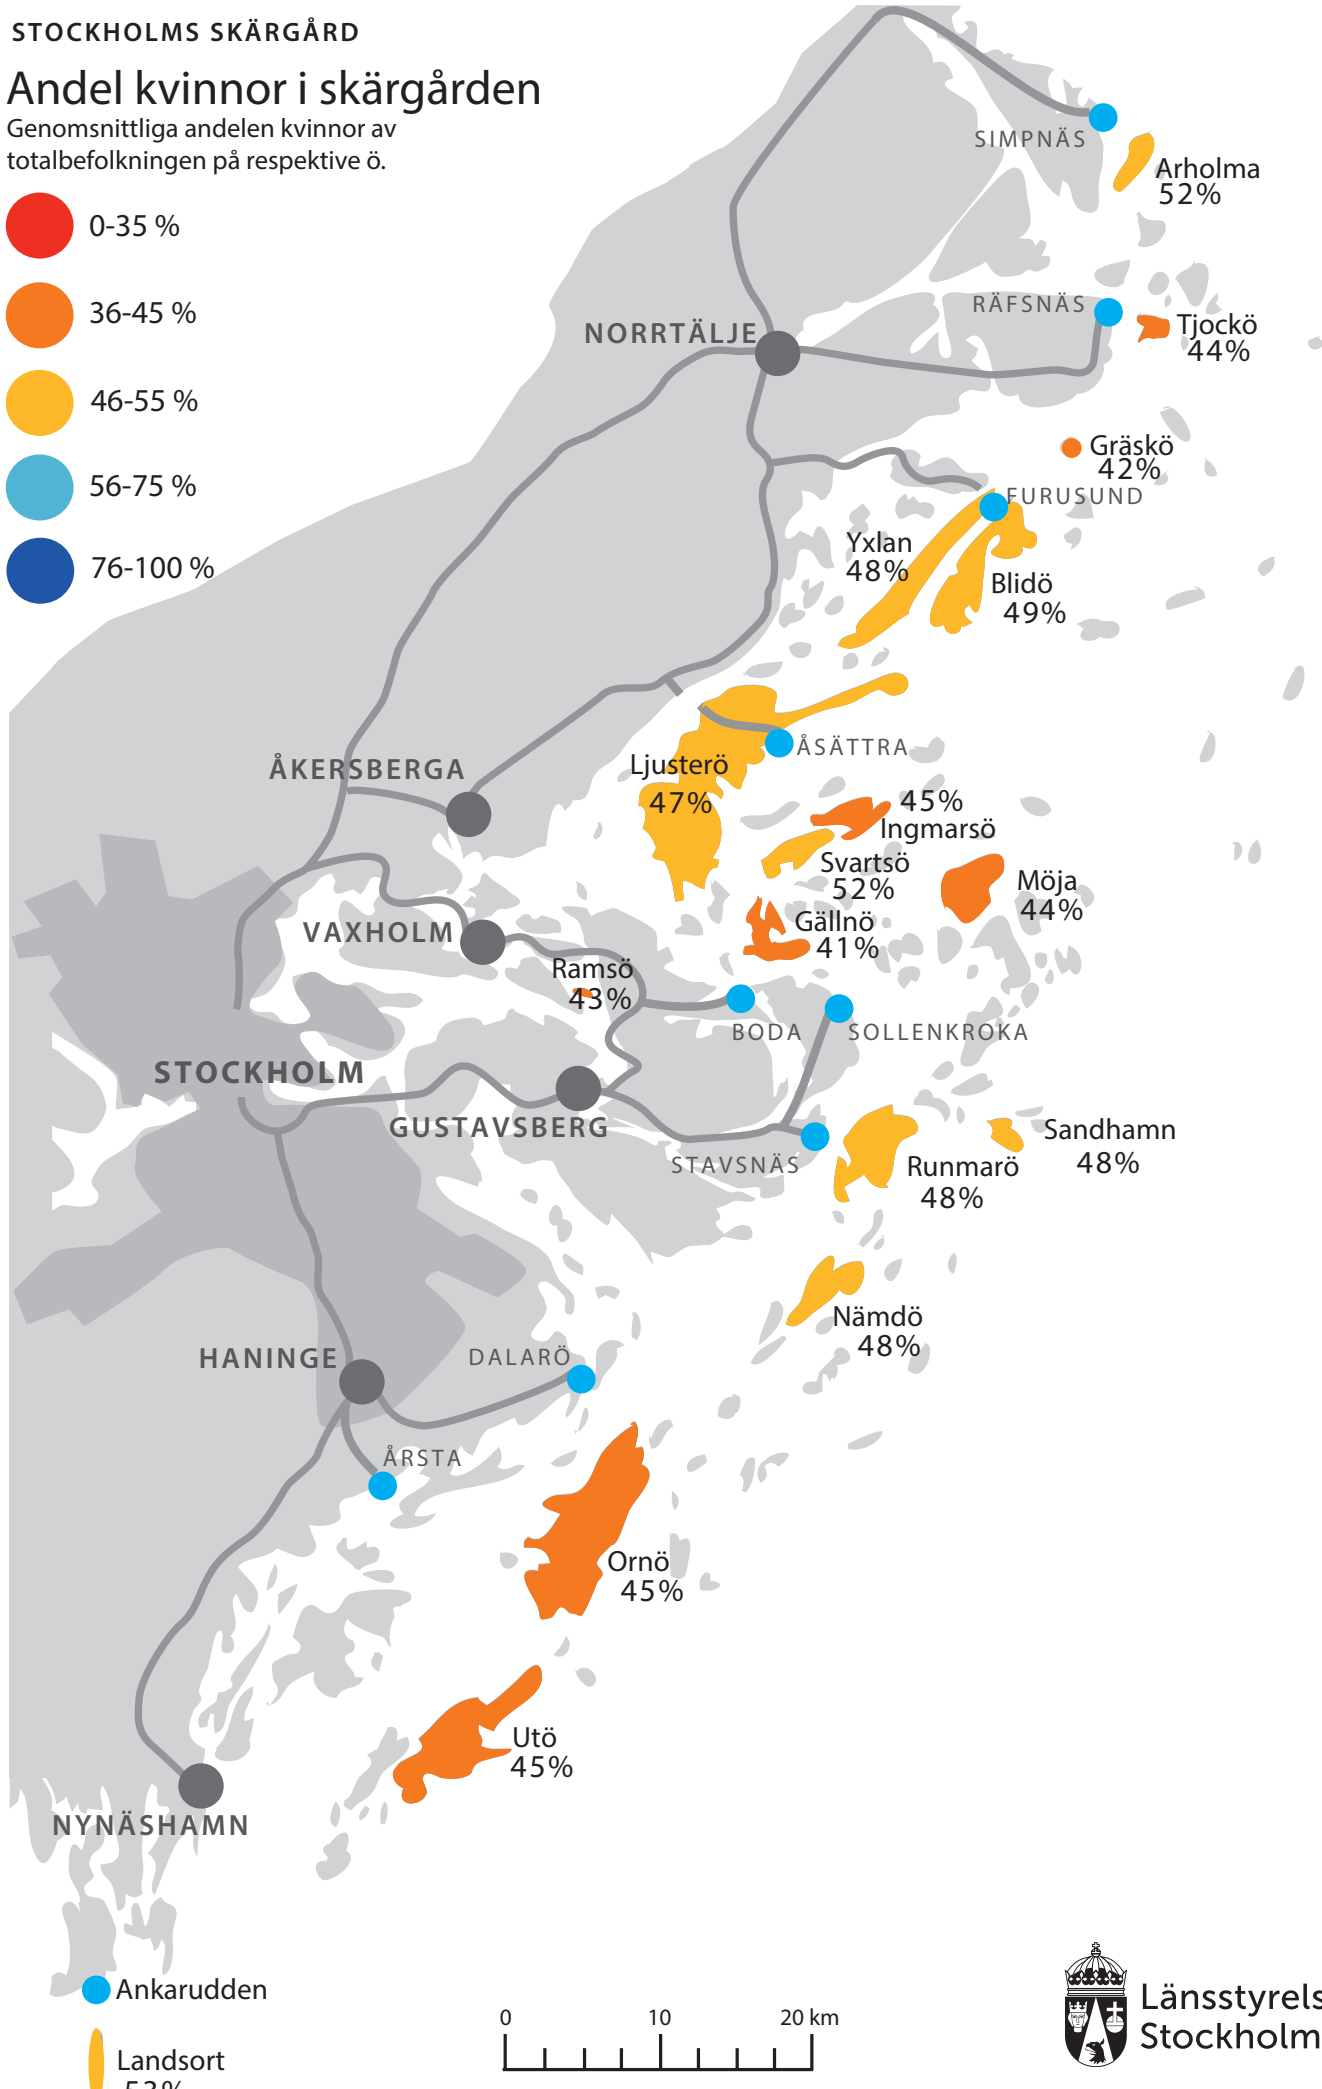 STOCKHOLMS SKÄRGÅRD
Andel kvinnor i skärgården
Genomsnittliga andelen kvinnor av
totalbefolkningen på respektive ö.
0-35 %
36-45 %
46-55 %
56-75 %
76-100 %
SIMPNÄS
Arholma
52%
RÄFSNÄS
Tjockö
44%
NORRTÄLJE
Gräskö
42%
FURUSUND
Yxlan
48%
Blidö
49%
ÅSÄTTRA
ÅKERSBERGA
Ljusterö
47%
45%
Ingmarsö
Svartsö
52%
Möja
44%
Gällnö
41%
VAXHOLM
Ramsö
43%
BODA
SOLLENKROKA
STOCKHOLM
GUSTAVSBERG
STAVSNÄS
Sandhamn
48%
Runmarö
48%
Nämdö
48%
HANINGE
DALARÖ
ÅRSTA
Ornö
45%
Utö
45%
NYNÄSHAMN
Ankarudden
Landsort
53%
0 10 20 km
Länsstyrels
Stockholm